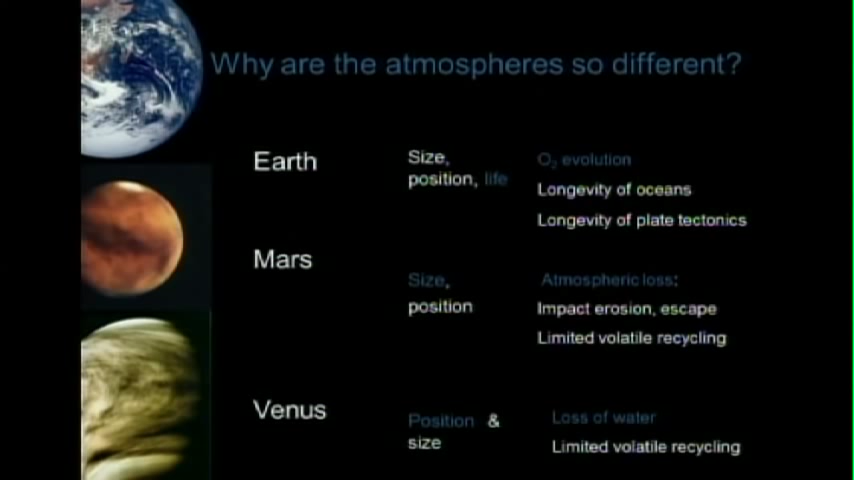 Why are the atmospheres so different?
Earth
Size,
position, life
O₂ evolution
Longevity of oceans
Longevity of plate tectonics
Mars
Size,
position
Atmospheric loss:
Impact erosion, escape
Limited volatile recycling
Venus
Position &
size
Loss of water
Limited volatile recycling